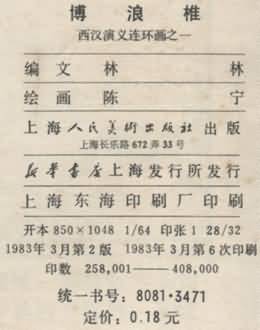 博浪椎
西汉演义连环画之一
编文 林林
绘画 陈宁
上海人民美術出版社出版
上海长乐路672弄33号
新华書店上海发行所发行
上海东海印刷厂印刷
开本 850×1048 1/64 印张 1 28/32
1983年3月第2版 1983年3月第6次印刷
印数 258,001——408,000
统一书号：8081·3471
定价：0.18元